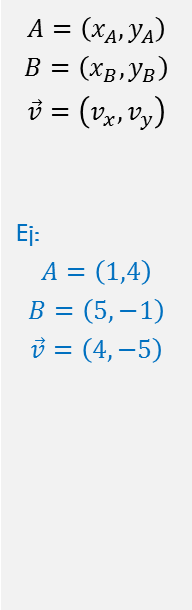 A = (x_A, y_A)
B = (x_B, y_B)
v⃗ = (v_x, v_y)
Ej:
A = (1,4)
B = (5, −1)
v⃗ = (4, −5)